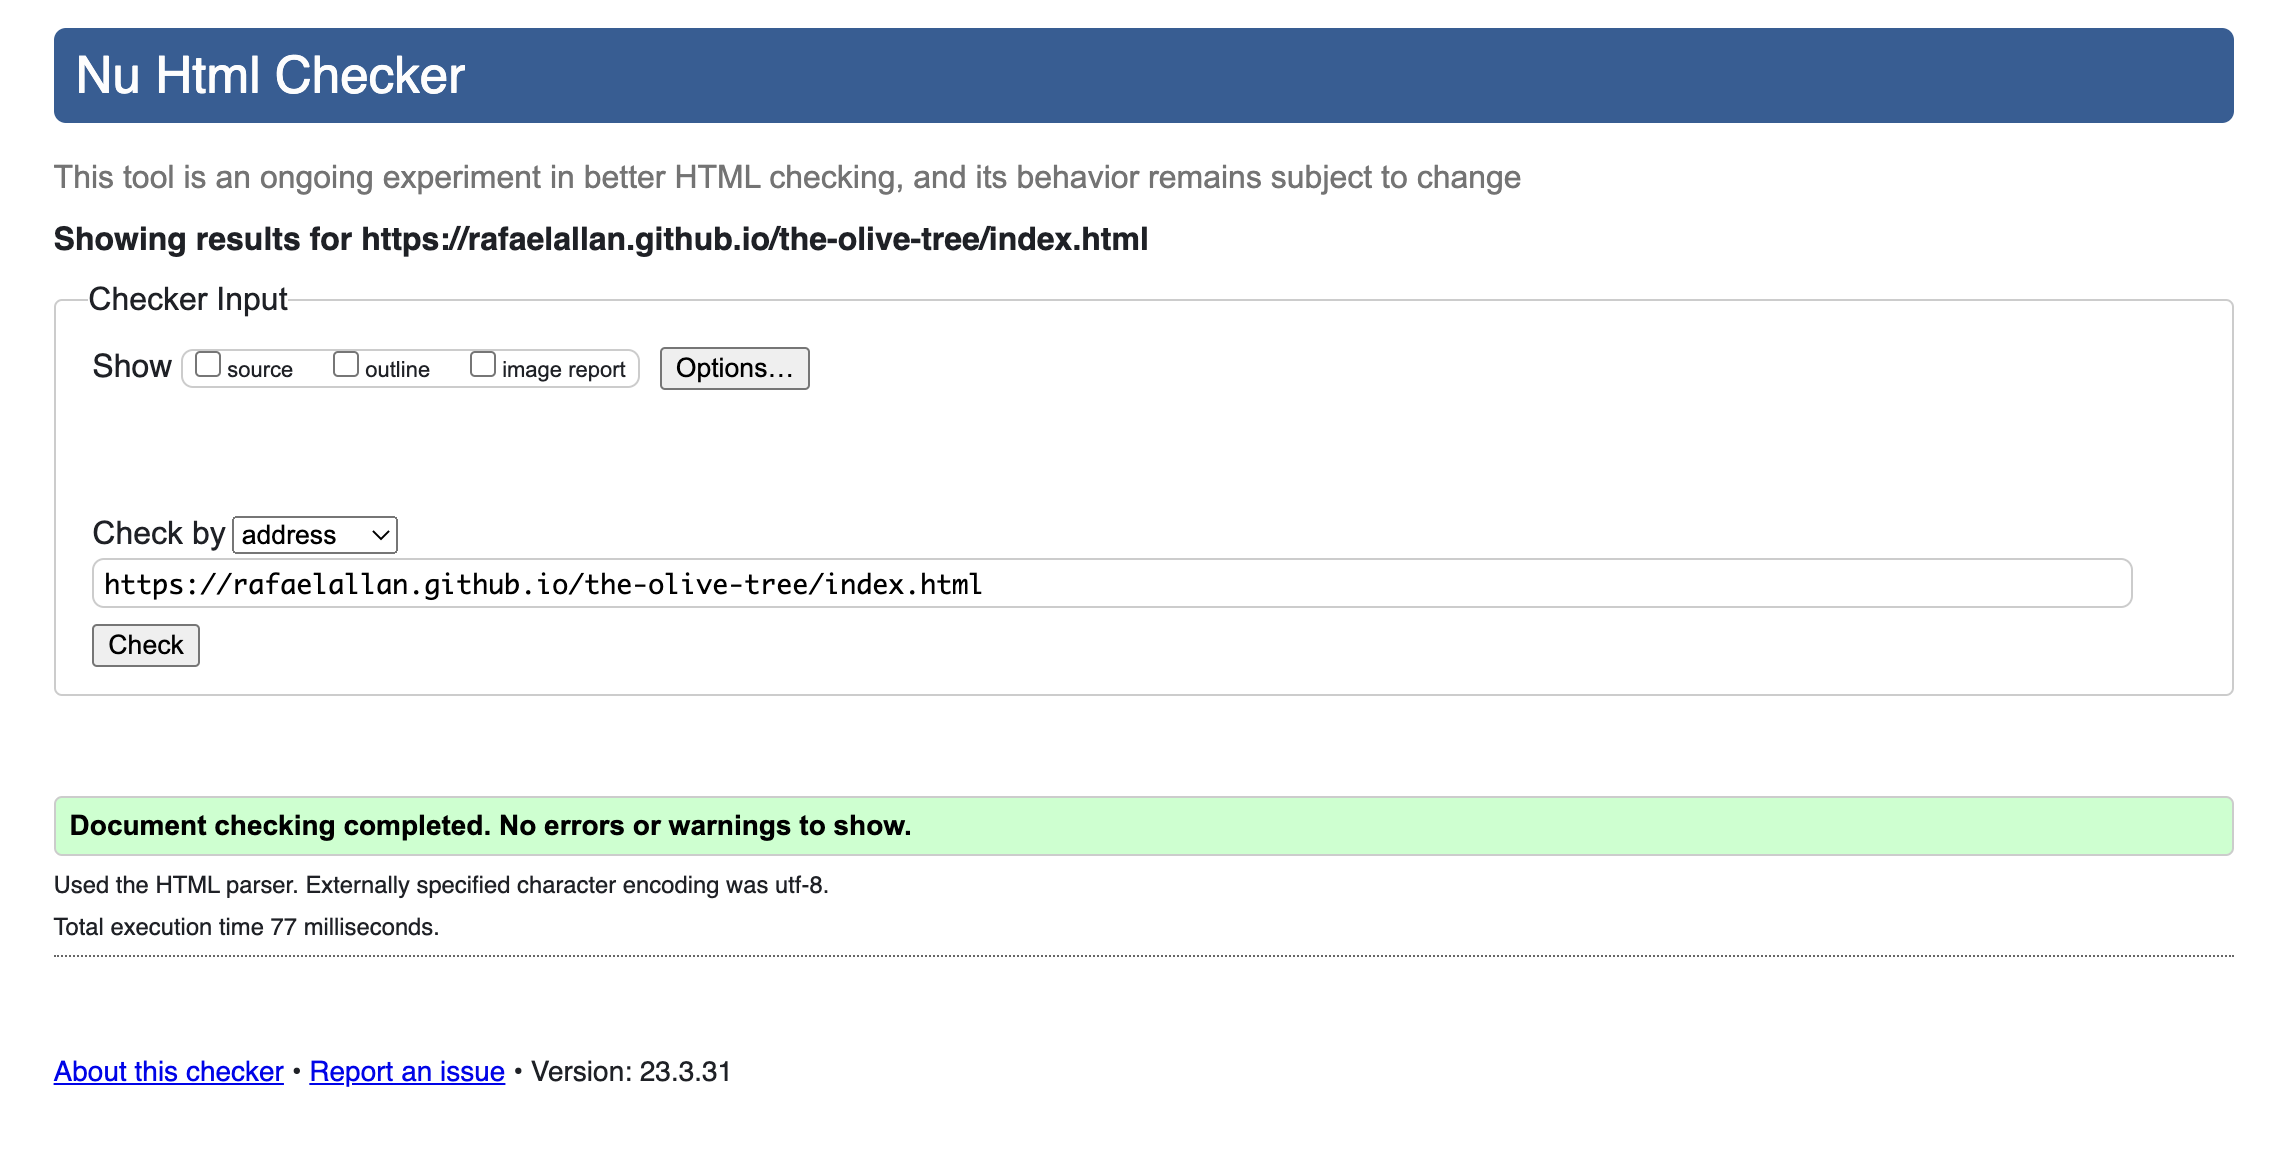 Nu Html Checker
This tool is an ongoing experiment in better HTML checking, and its behavior remains subject to change
Showing results for https://rafaelallan.github.io/the-olive-tree/index.html
Checker Input
Show source outline image report Options…
Check by address
https://rafaelallan.github.io/the-olive-tree/index.html
Check
Document checking completed. No errors or warnings to show.
Used the HTML parser. Externally specified character encoding was utf-8.
Total execution time 77 milliseconds.
About this checker • Report an issue • Version: 23.3.31